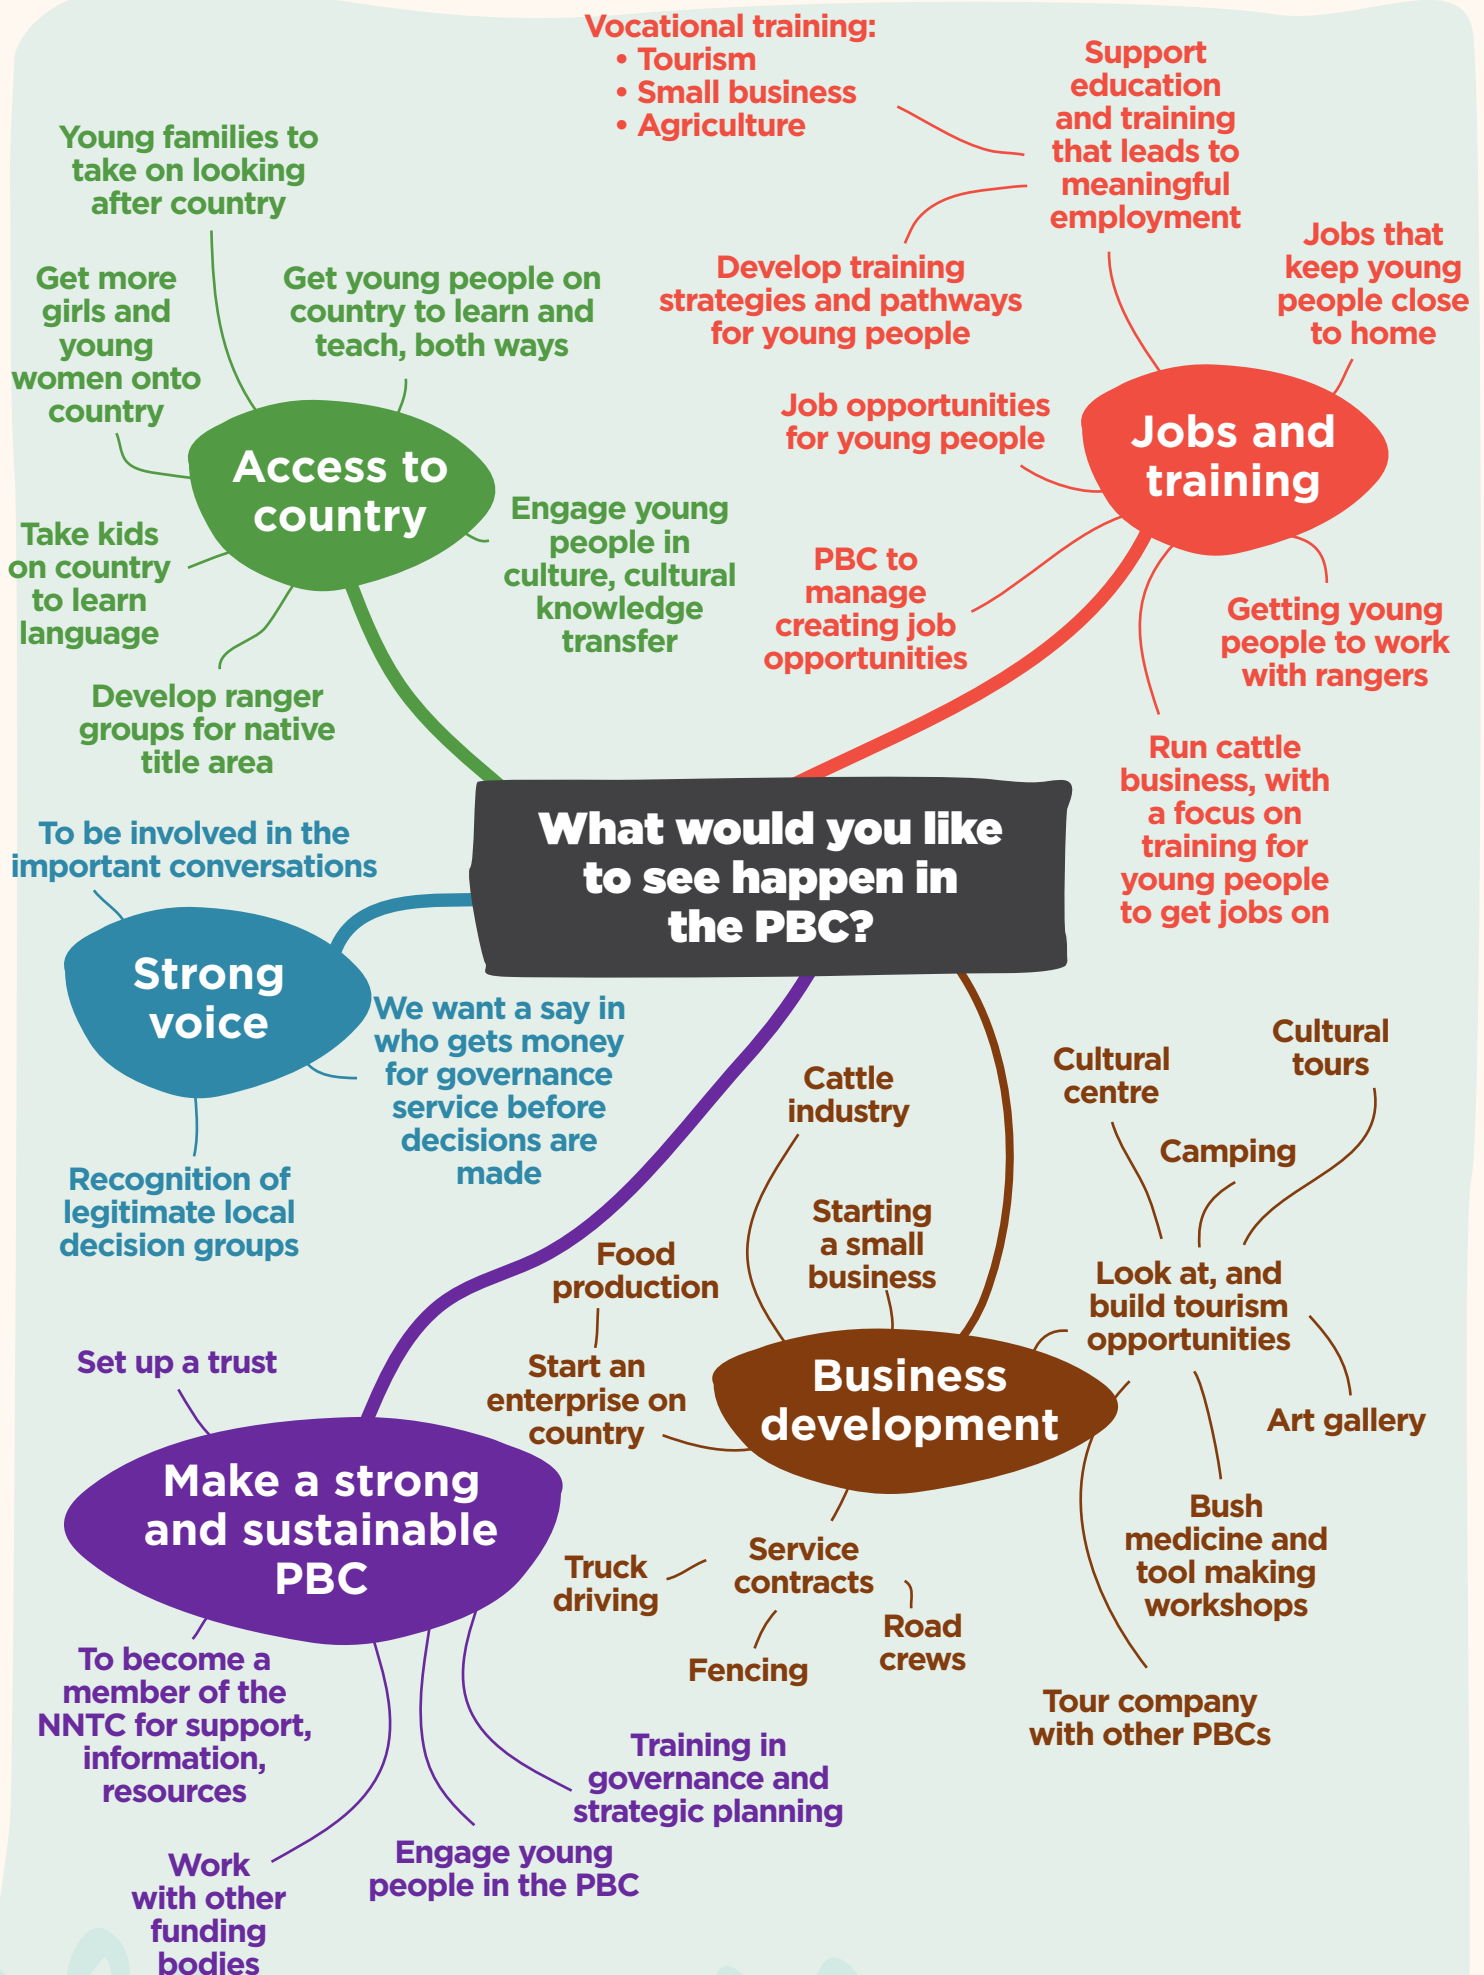 Vocational training:
• Tourism
• Small business
• Agriculture
Support
education
and training
that leads to
meaningful
employment
Young families to
take on looking
after country
Jobs that
keep young
people close
to home
Get more
girls and
young
women onto
country
Get young people on
country to learn and
teach, both ways
Develop training
strategies and pathways
for young people
Job opportunities
for young people
Jobs and
training
Access to
country
Engage young
people in
culture, cultural
knowledge
transfer
Take kids
on country
to learn
language
PBC to
manage
creating job
opportunities
Getting young
people to work
with rangers
Develop ranger
groups for native
title area
Run cattle
business, with
a focus on
training for
young people
to get jobs on
What would you like
to see happen in
the PBC?
To be involved in the
important conversations
Strong
voice
We want a say in
who gets money
for governance
service before
decisions are
made
Recognition of
legitimate local
decision groups
Cattle
industry
Cultural
centre
Cultural
tours
Camping
Starting
a small
business
Food
production
Look at, and
build tourism
opportunities
Start an
enterprise on
country
Business
development
Art gallery
Set up a trust
Make a strong
and sustainable
PBC
Bush
medicine and
tool making
workshops
Service
contracts
Truck
driving
Road
crews
Fencing
Tour company
with other PBCs
To become a
member of the
NNTC for support,
information,
resources
Training in
governance and
strategic planning
Engage young
people in the PBC
Work
with other
funding
bodies